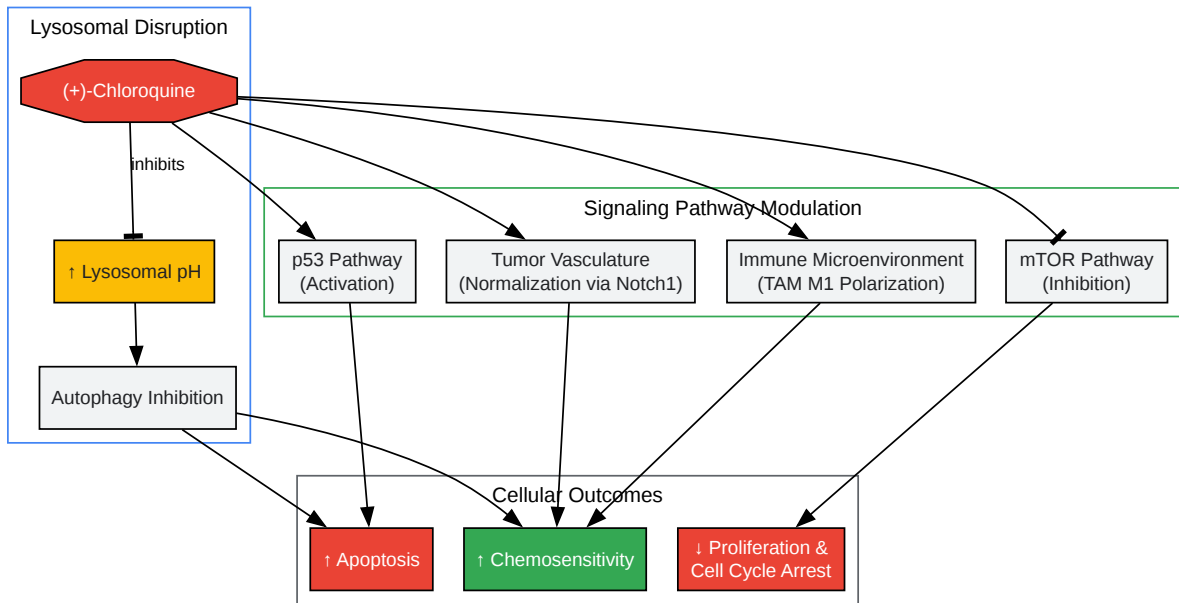 Lysosomal Disruption
(+)-Chloroquine
inhibits
Signaling Pathway Modulation
↑ Lysosomal pH
p53 Pathway
(Activation)
Tumor Vasculature
(Normalization via Notch1)
Immune Microenvironment
(TAM M1 Polarization)
mTOR Pathway
(Inhibition)
Autophagy Inhibition
Cellular Outcomes
↑ Apoptosis
↑ Chemosensitivity
↓ Proliferation &
Cell Cycle Arrest